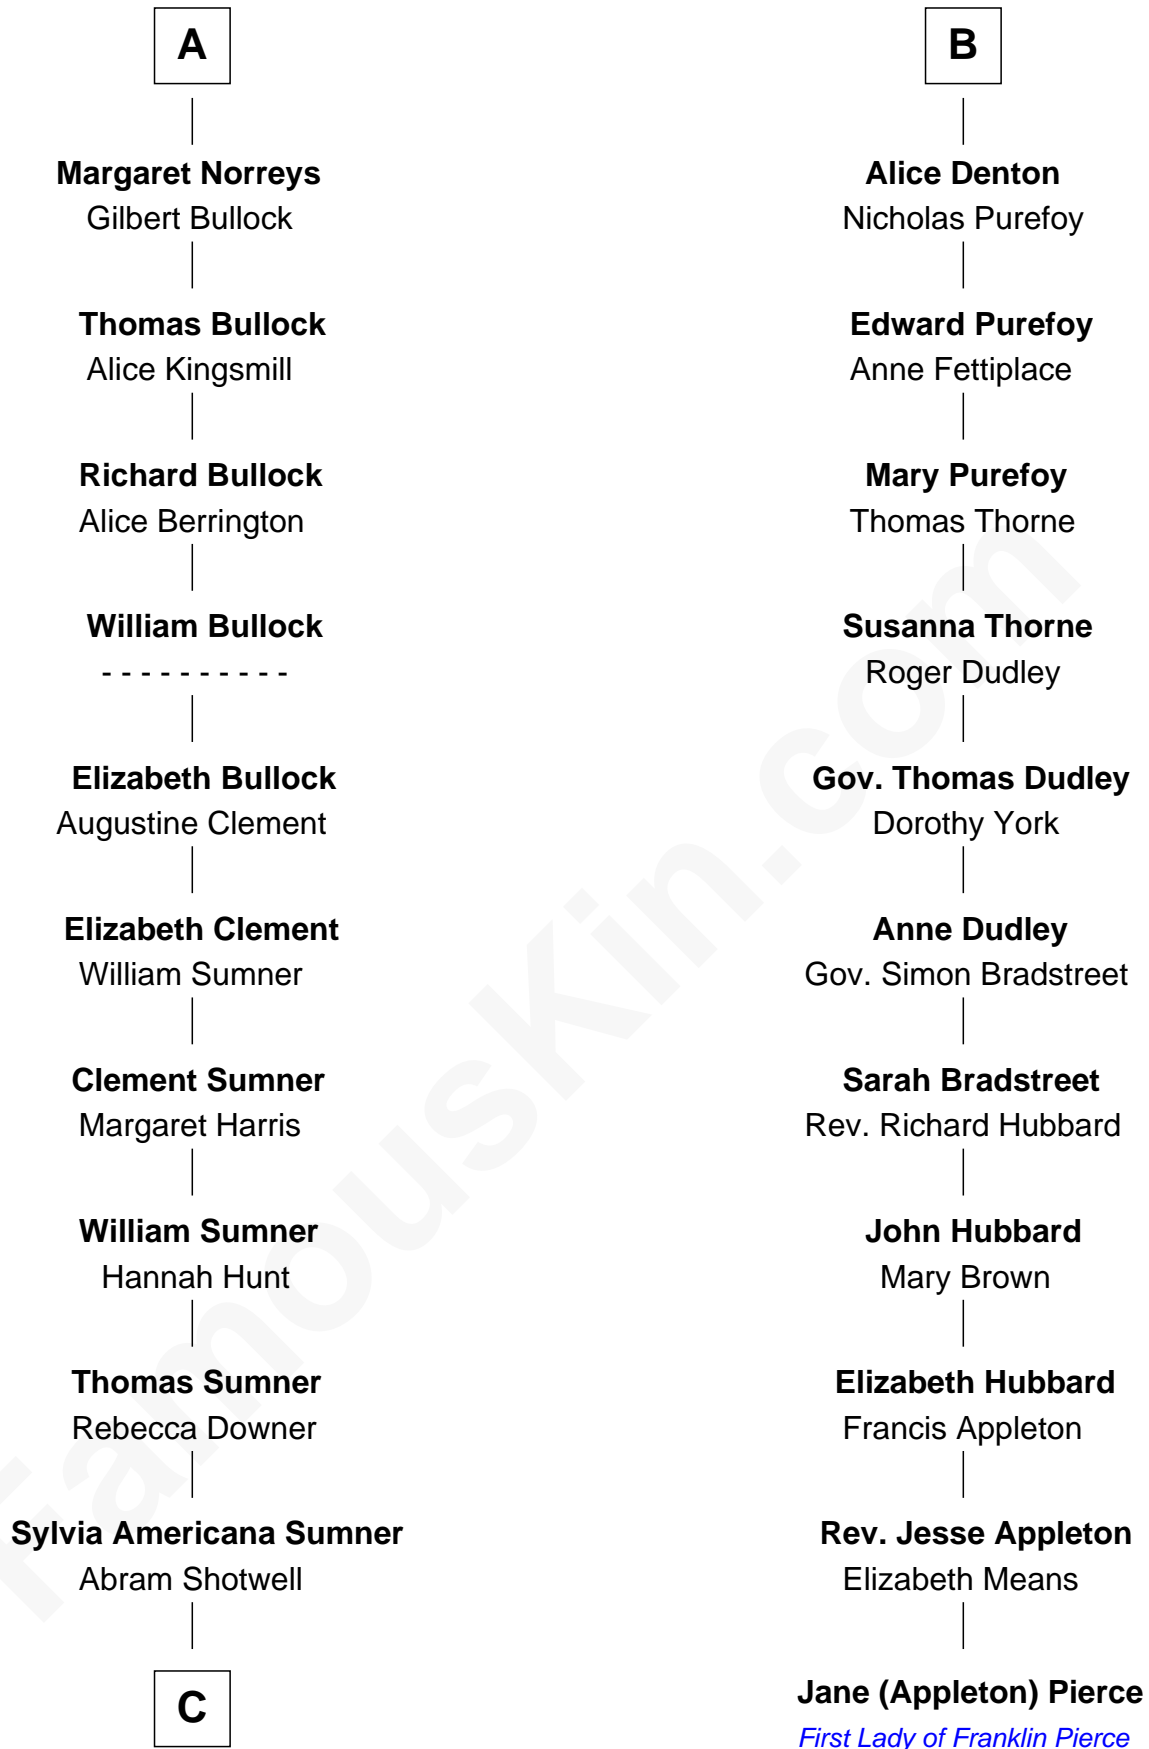 A
Margaret Norreys
Gilbert Bullock
Thomas Bullock
Alice Kingsmill
Richard Bullock
Alice Berrington
William Bullock
- - - - - - - - - -
Elizabeth Bullock
Augustine Clement
Elizabeth Clement
William Sumner
Clement Sumner
Margaret Harris
William Sumner
Hannah Hunt
Thomas Sumner
Rebecca Downer
Sylvia Americana Sumner
Abram Shotwell
C
B
Alice Denton
Nicholas Purefoy
Edward Purefoy
Anne Fettiplace
Mary Purefoy
Thomas Thorne
Susanna Thorne
Roger Dudley
Gov. Thomas Dudley
Dorothy York
Anne Dudley
Gov. Simon Bradstreet
Sarah Bradstreet
Rev. Richard Hubbard
John Hubbard
Mary Brown
Elizabeth Hubbard
Francis Appleton
Rev. Jesse Appleton
Elizabeth Means
Jane (Appleton) Pierce
First Lady of Franklin Pierce
FamousKin.com